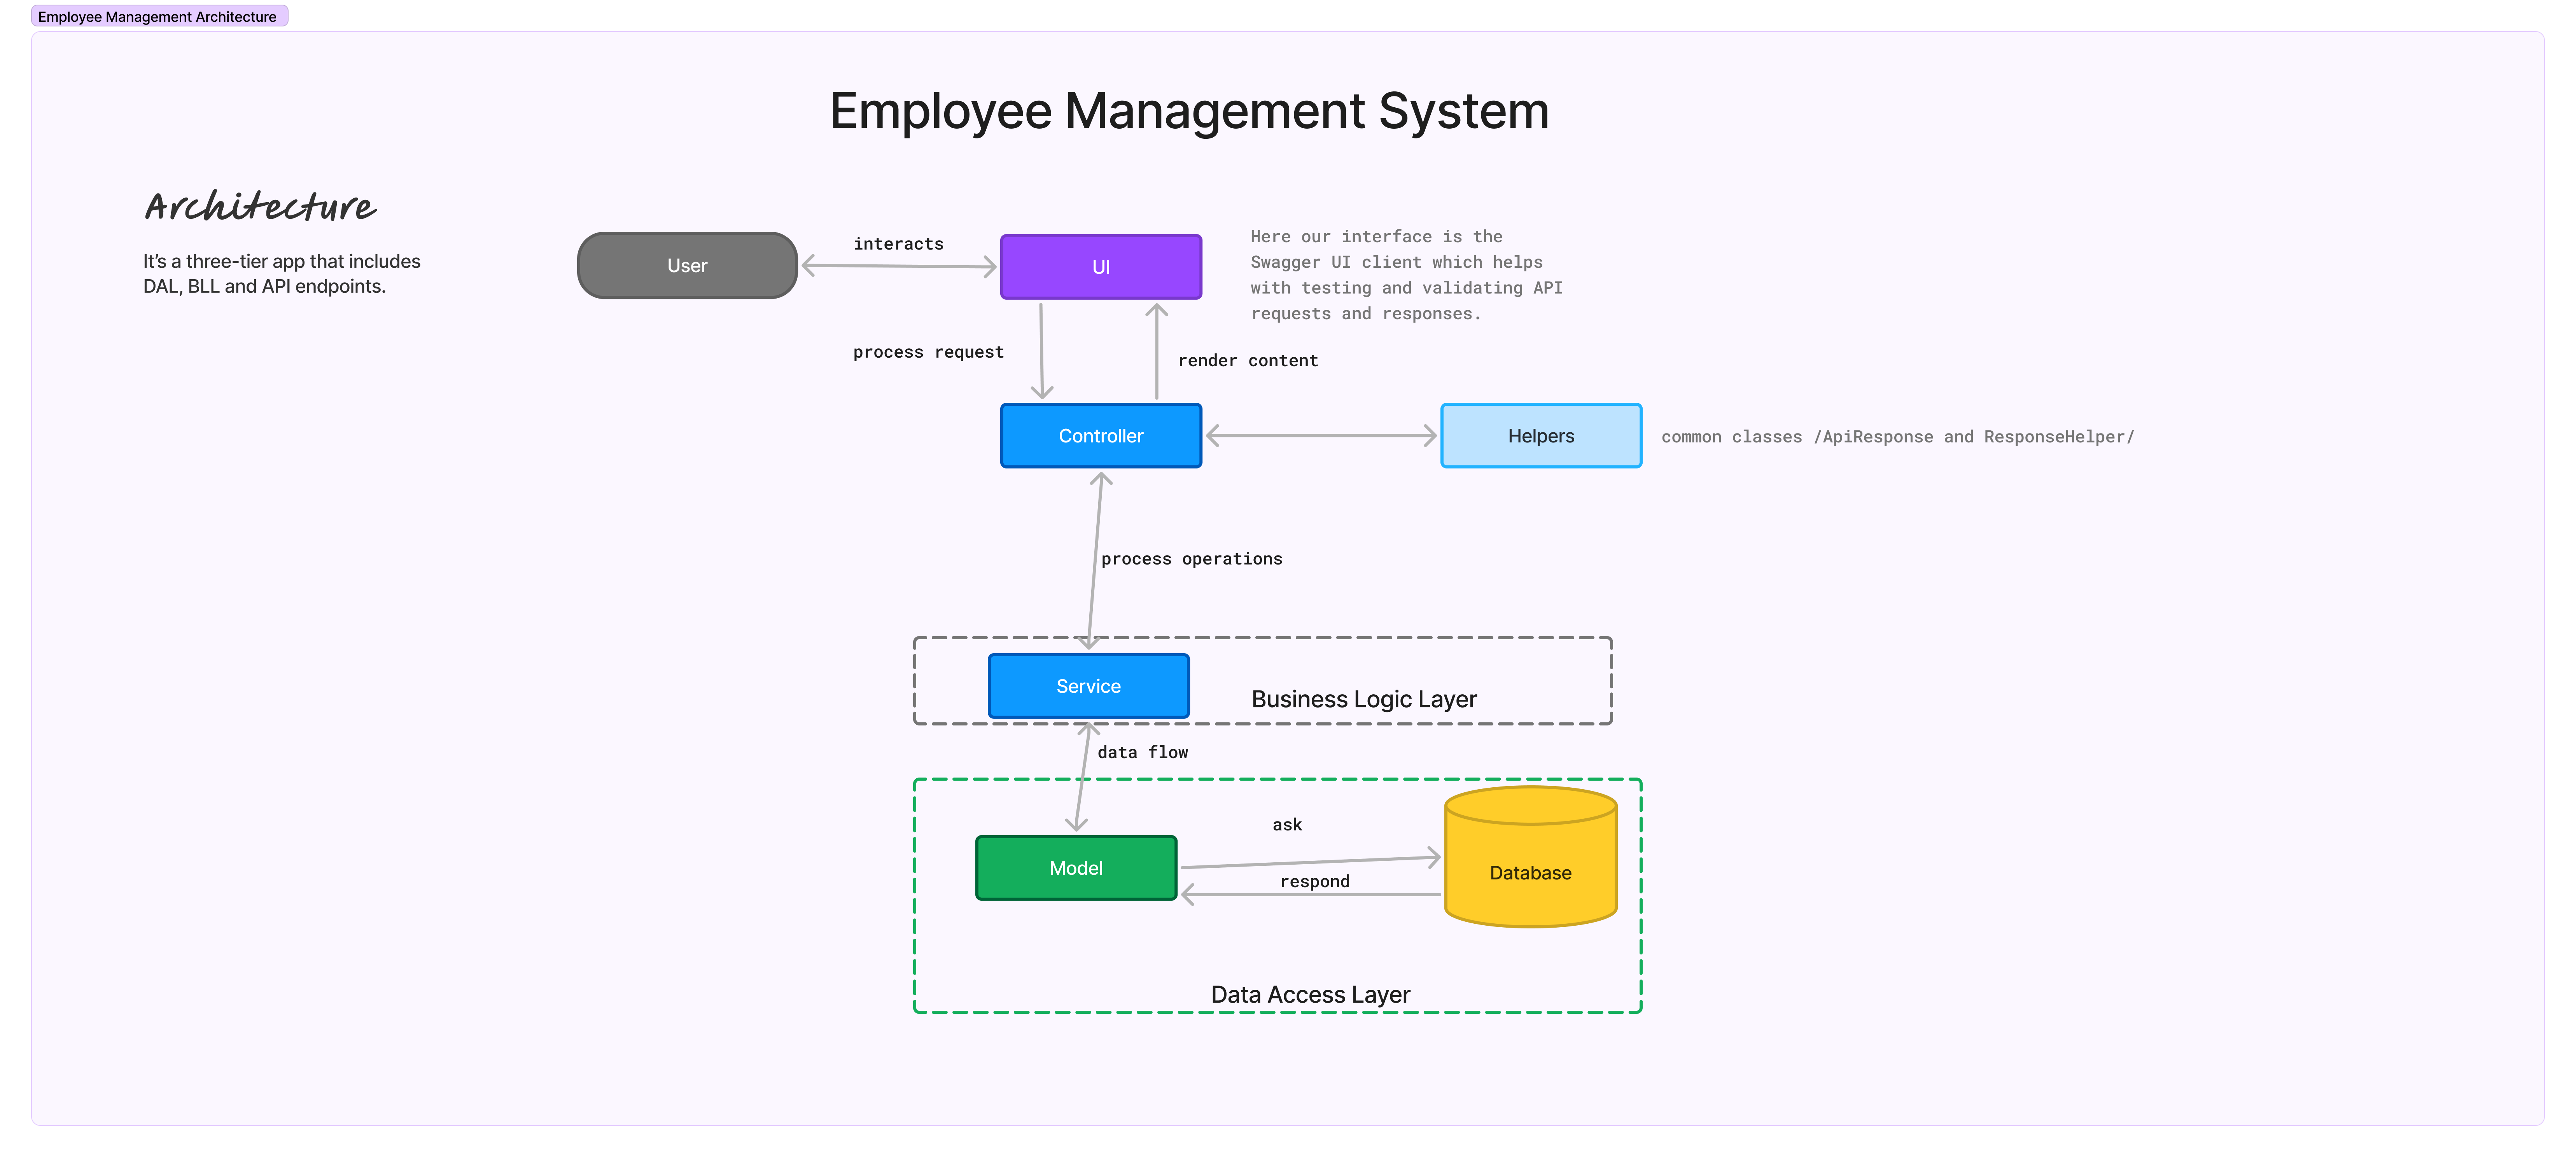 Employee Management Architecture
Employee Management System
Architecture
It's a three-tier app that includes
DAL, BLL and API endpoints.
User
interacts
UI
Here our interface is the
Swagger UI client which helps
with testing and validating API
requests and responses.
process request
render content
Controller
Helpers
common classes /ApiResponse and ResponseHelper/
process operations
Service
Business Logic Layer
data flow
ask
Model
respond
Database
Data Access Layer